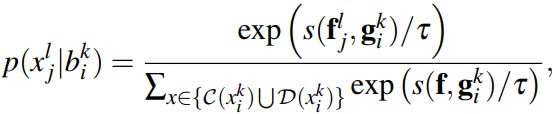 p(x_j^l|b_i^k) = \frac{\exp\left(s(\mathbf{f}_j^l, \mathbf{g}_i^k)/\tau\right)}{\sum_{x \in \{\mathcal{C}(x_i^k) \bigcup \mathcal{D}(x_i^k)\}} \exp\left(s(\mathbf{f}, \mathbf{g}_i^k)/\tau\right)},